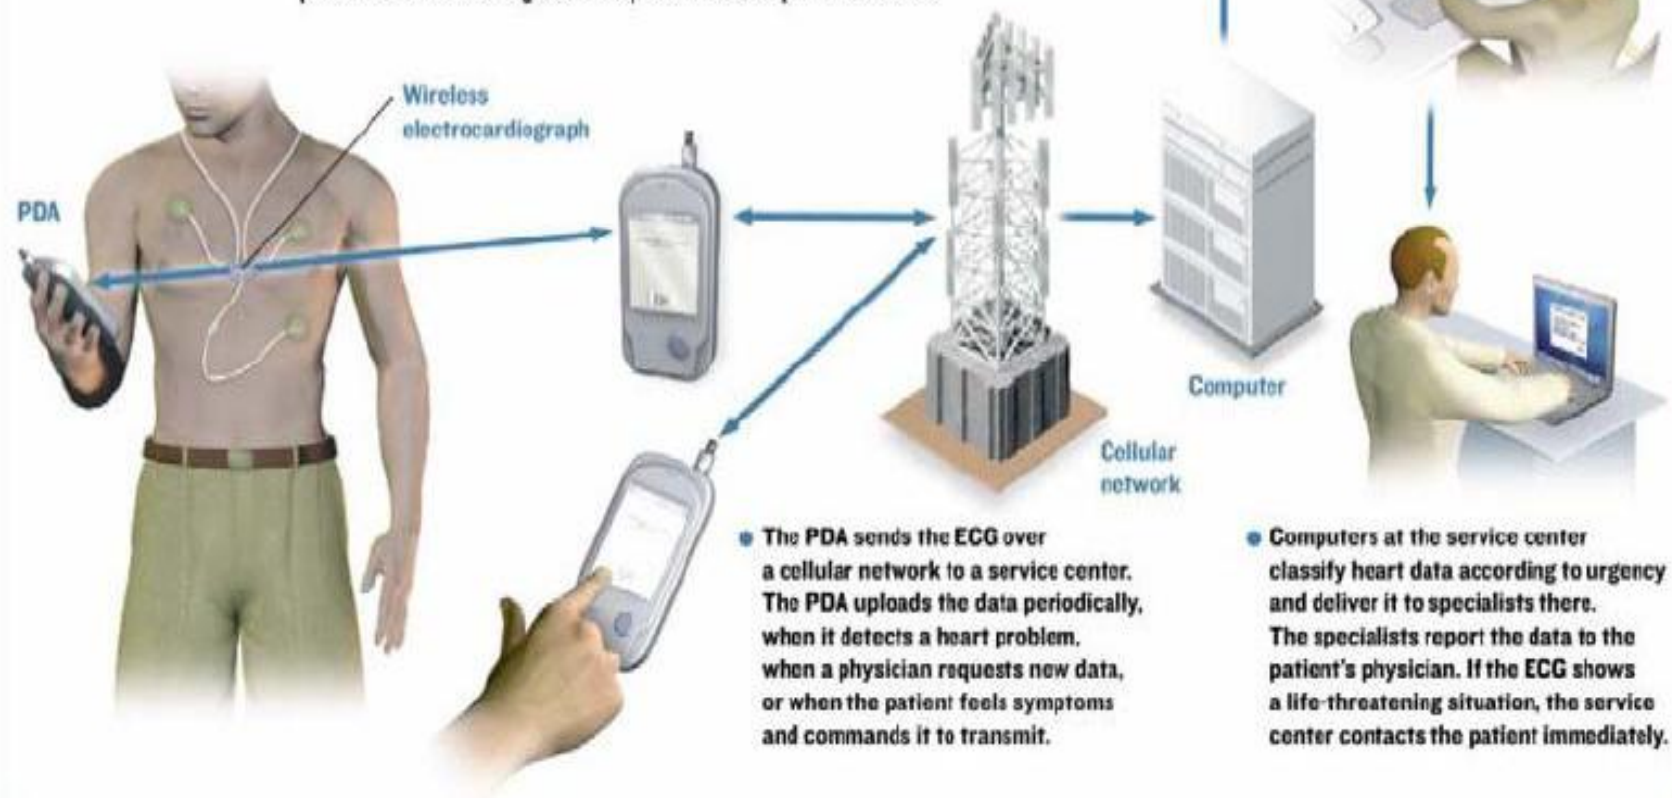 Wireless
electrocardiograph
PDA
Computer
Cellular
network
The PDA sends the ECG over
a cellular network to a service center.
The PDA uploads the data periodically,
when it detects a heart problem,
when a physician requests new data,
or when the patient feels symptoms
and commands it to transmit.
Computers at the service center
classify heart data according to urgency
and deliver it to specialists there.
The specialists report the data to the
patient's physician. If the ECG shows
a life-threatening situation, the service
center contacts the patient immediately.